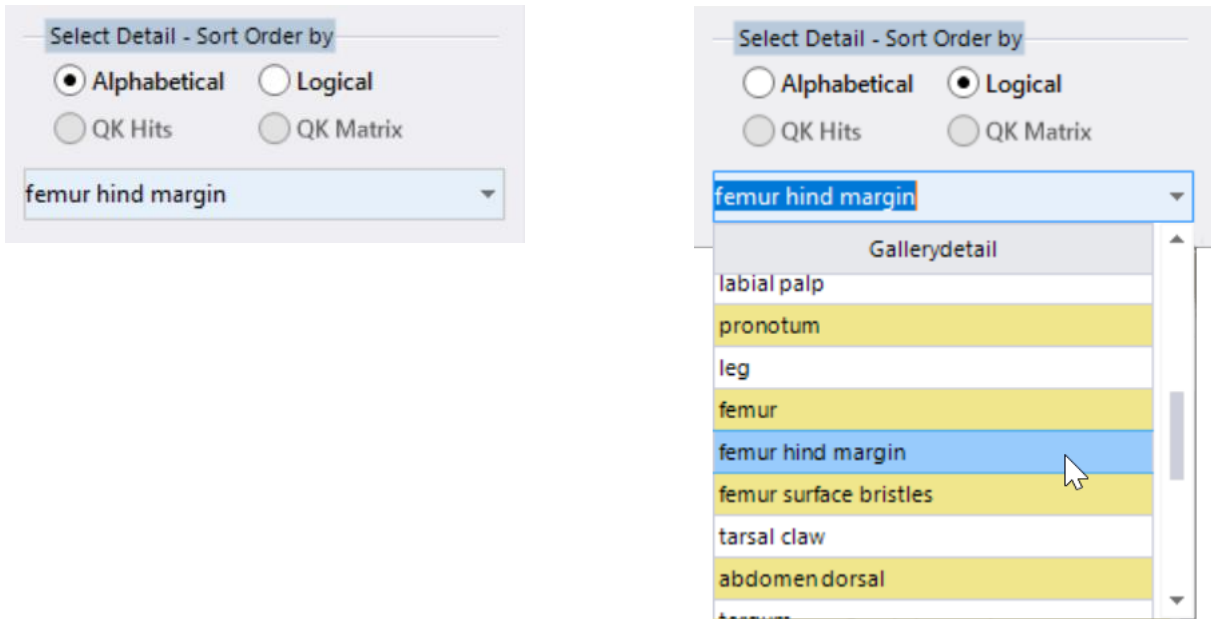 Select Detail - Sort Order by
Alphabetical Logical
QK Hits QK Matrix
femur hind margin
Select Detail - Sort Order by
Alphabetical Logical
QK Hits QK Matrix
femur hind margin
Gallerydetail
labial palp
pronotum
leg
femur
femur hind margin
femur surface bristles
tarsal claw
abdomen dorsal